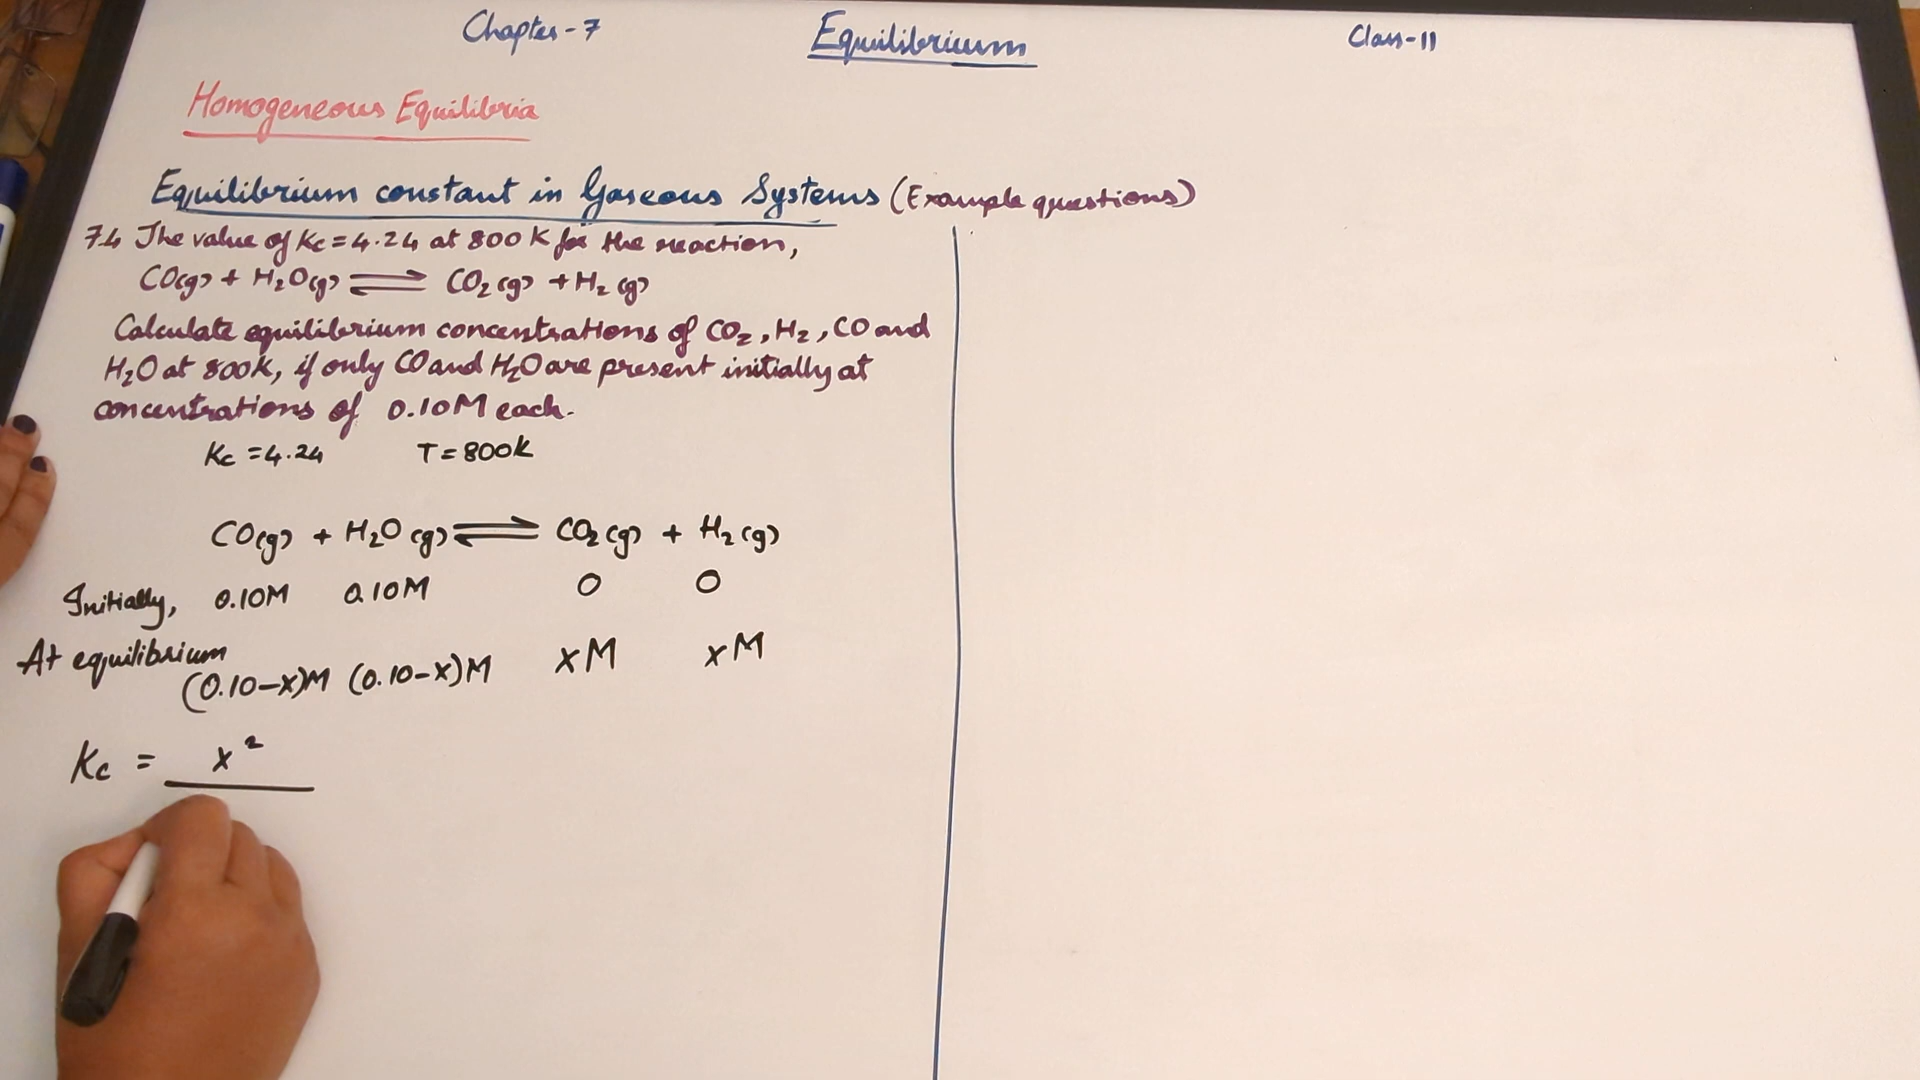 Chapter-7 Equilibrium Class-11
Homogeneous Equilibria
Equilibrium constant in Gaseous Systems (Example questions)
7.4 The value of Kc = 4.24 at 800 K for the reaction,
CO(g) + H₂O(g) ⇌ CO₂(g) + H₂(g)
Calculate equilibrium concentrations of CO₂, H₂, CO and
H₂O at 800K, if only CO and H₂O are present initially at
concentrations of 0.10M each.
Kc = 4.24 T = 800K
CO(g) + H₂O(g) ⇌ CO₂(g) + H₂(g)
Initially, 0.10M 0.10M 0 0
At equilibrium
(0.10-x)M (0.10-x)M xM xM
Kc = x²